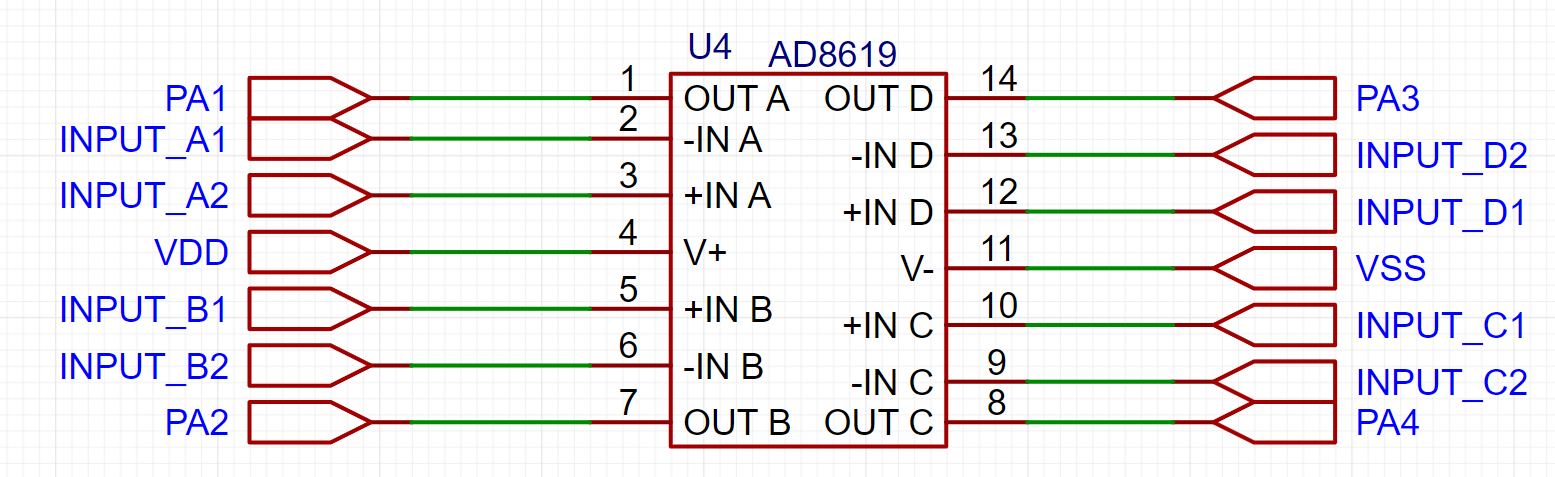 U4 AD8619
PA1 1 OUT A OUT D 14 PA3
INPUT_A1 2 -IN A -IN D 13 INPUT_D2
INPUT_A2 3 +IN A +IN D 12 INPUT_D1
VDD 4 V+ V- 11 VSS
INPUT_B1 5 +IN B +IN C 10 INPUT_C1
INPUT_B2 6 -IN B -IN C 9 INPUT_C2
PA2 7 OUT B OUT C 8 PA4